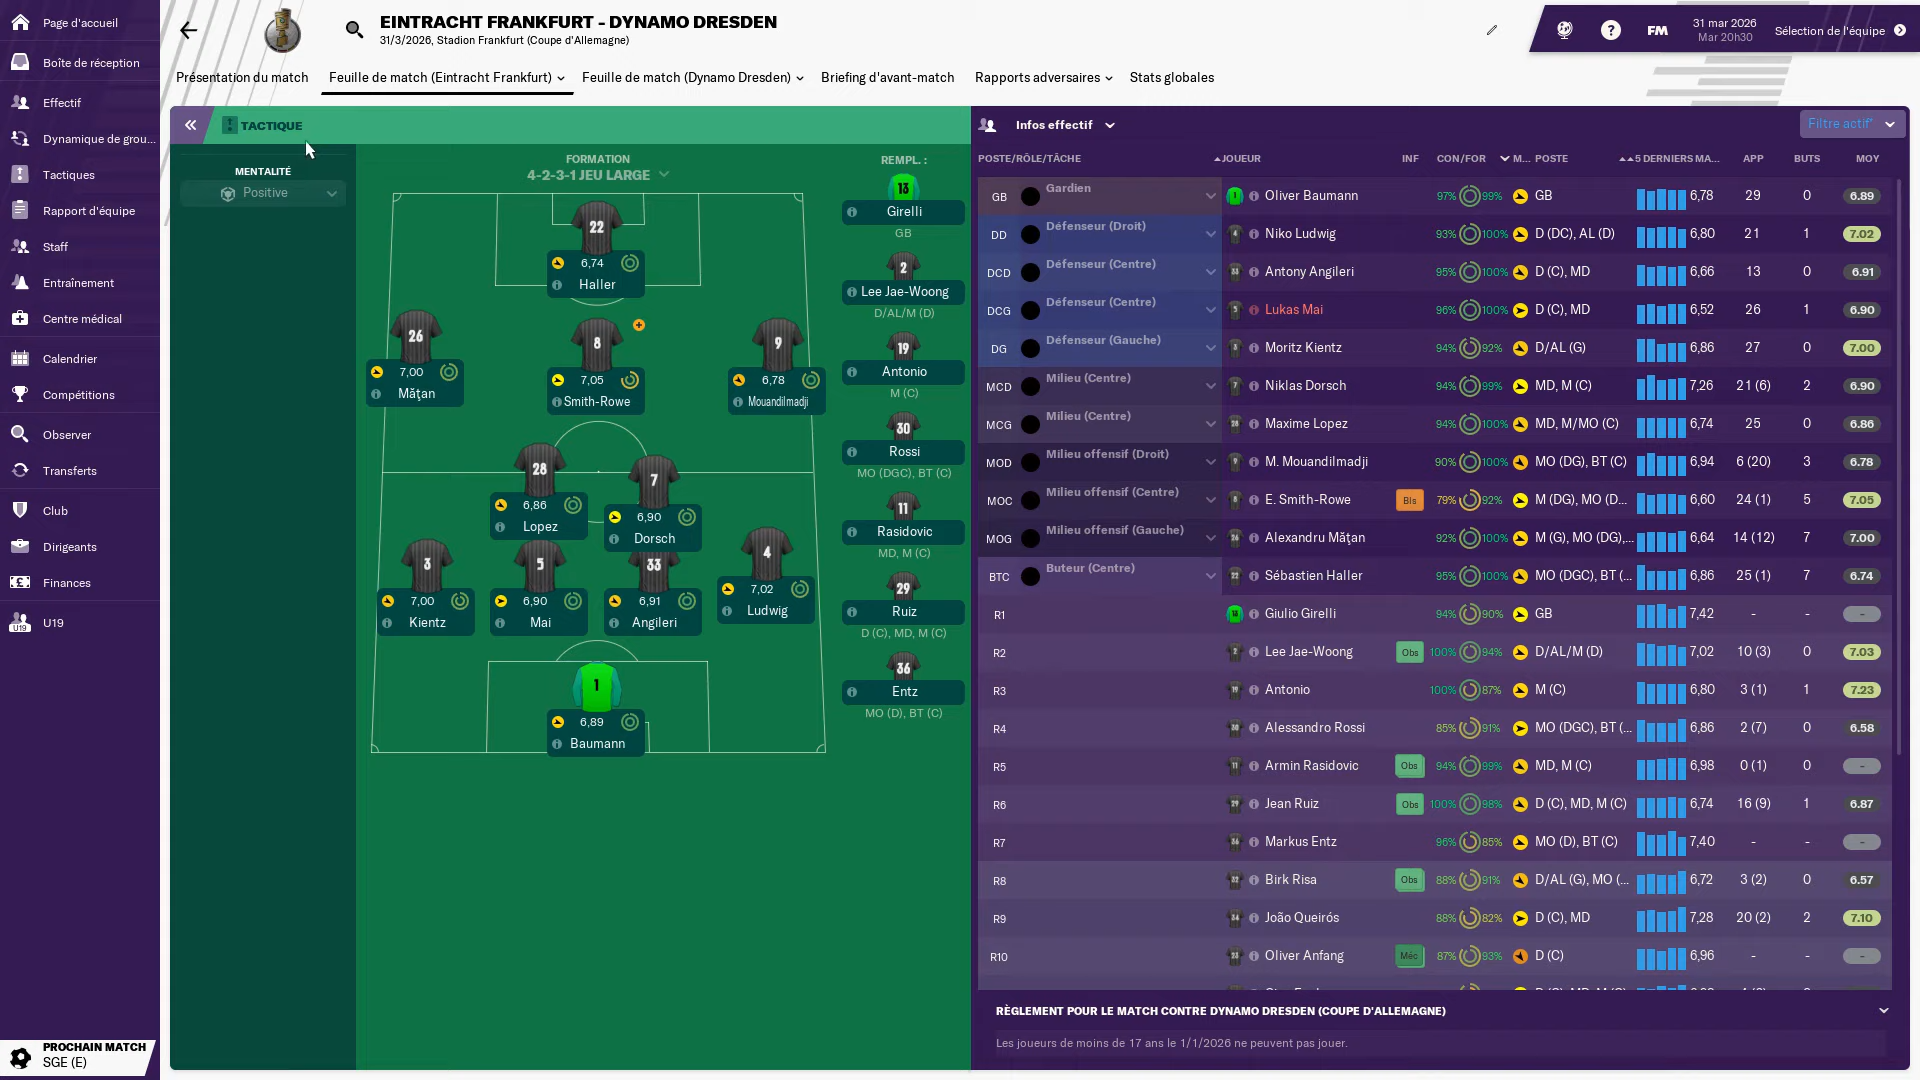 Page d'accueil
Boîte de réception
Effectif
Dynamique de grou...
Tactiques
Rapport d'équipe
Staff
Entraînement
Centre médical
Calendrier
Compétitions
Observer
Transferts
Club
Dirigeants
Finances
U19
U19
PROCHAIN MATCH
SGE (E)
EINTRACHT FRANKFURT - DYNAMO DRESDEN
31/3/2026, Stadion Frankfurt (Coupe d'Allemagne)
FM
31 mar 2026
Mar 20h30
Sélection de l'équipe
Présentation du match
Feuille de match (Eintracht Frankfurt)
Feuille de match (Dynamo Dresden)
Briefing d'avant-match
Rapports adversaires
Stats globales
TACTIQUE
MENTALITÉ
Positive
FORMATION
4-2-3-1 JEU LARGE
22
6,74
Haller
26
7,00
Mățan
8
7,05
Smith-Rowe
9
6,78
Mouandilmadji
28
6,86
Lopez
7
6,90
Dorsch
3
7,00
Kientz
5
6,90
Mai
33
6,91
Angileri
4
7,02
Ludwig
1
6,89
Baumann
REMPL. :
13
Girelli
GB
2
Lee Jae-Woong
D/AL/M (D)
19
Antonio
M (C)
30
Rossi
MO (DGC), BT (C)
11
Rasidovic
MD, M (C)
29
Ruiz
D (C), MD, M (C)
36
Entz
MO (D), BT (C)
Infos effectif
Filtre actif*
POSTE/RÔLE/TÂCHE JOUEUR INF CON/FOR M... POSTE 5 DERNIERS MA... APP BUTS MOY
GB Gardien Oliver Baumann 97% 99% GB 6,78 29 0 6.89
DD Défenseur (Droit) Niko Ludwig 93% 100% D (DC), AL (D) 6,80 21 1 7.02
DCD Défenseur (Centre) Antony Angileri 95% 100% D (C), MD 6,66 13 0 6.91
DCG Défenseur (Centre) Lukas Mai 96% 100% D (C), MD 6,52 26 1 6.90
DG Défenseur (Gauche) Moritz Kientz 94% 92% D/AL (G) 6,86 27 0 7.00
MCD Milieu (Centre) Niklas Dorsch 94% 99% MD, M (C) 7,26 21 (6) 2 6.90
MCG Milieu (Centre) Maxime Lopez 94% 100% MD, M/MO (C) 6,74 25 0 6.86
MOD Milieu offensif (Droit) M. Mouandilmadji 90% 100% MO (DG), BT (C) 6,94 6 (20) 3 6.78
MOC Milieu offensif (Centre) E. Smith-Rowe Bls 79% 92% M (DG), MO (D... 6,60 24 (1) 5 7.05
MOG Milieu offensif (Gauche) Alexandru Mățan 92% 100% M (G), MO (DG),... 6,64 14 (12) 7 7.00
BTC Buteur (Centre) Sébastien Haller 95% 100% MO (DGC), BT (... 6,86 25 (1) 7 6.74
R1 Giulio Girelli 94% 90% GB 7,42 - - -
R2 Lee Jae-Woong Obs 100% 94% D/AL/M (D) 7,02 10 (3) 0 7.03
R3 Antonio 100% 87% M (C) 6,80 3 (1) 1 7.23
R4 Alessandro Rossi 85% 91% MO (DGC), BT (... 6,86 2 (7) 0 6.58
R5 Armin Rasidovic Obs 94% 99% MD, M (C) 6,98 0 (1) 0 -
R6 Jean Ruiz Obs 100% 98% D (C), MD, M (C) 6,74 16 (9) 1 6.87
R7 Markus Entz 96% 85% MO (D), BT (C) 7,40 - - -
R8 Birk Risa Obs 88% 91% D/AL (G), MO (... 6,72 3 (2) 0 6.57
R9 João Queirós 88% 82% D (C), MD 7,28 20 (2) 2 7.10
R10 Oliver Anfang Méc 87% 93% D (C) 6,96 - - -
RÈGLEMENT POUR LE MATCH CONTRE DYNAMO DRESDEN (COUPE D'ALLEMAGNE)
Les joueurs de moins de 17 ans le 1/1/2026 ne peuvent pas jouer.